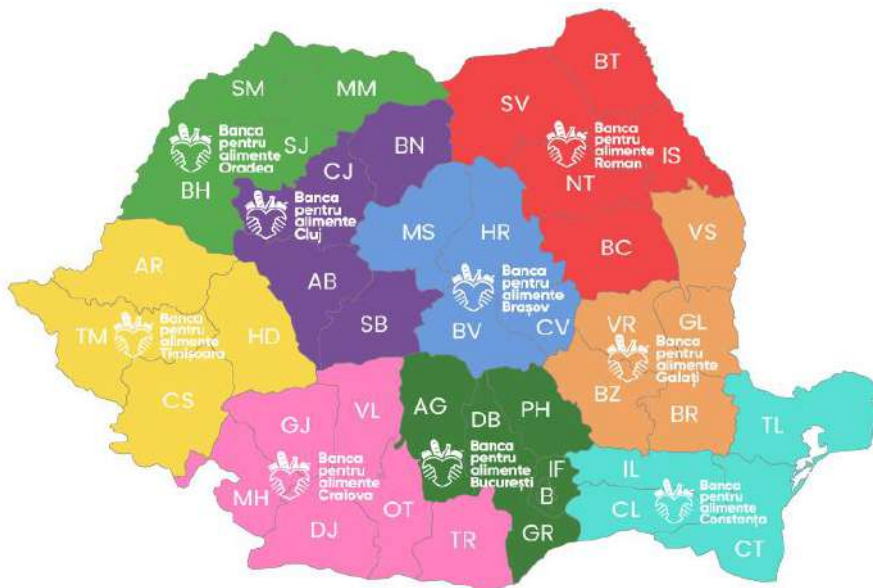 BT
SM
MM
SV
Banca
pentru
alimente
Oradea
SJ
BN
Banca
pentru
alimente
Roman
IS
CJ
BH
NT
Banca
pentru
alimente
Cluj
MS
HR
BC
VS
AR
AB
Banca
pentru
alimente
Brașov
TM
Banca
pentru
alimente
Timișoara
HD
SB
BV
CV
VR
GL
Banca
pentru
alimente
Galați
CS
VL
AG
PH
BZ
BR
GJ
DB
TL
Banca
pentru
alimente
București
IF
IL
MH
Banca
pentru
alimente
Craiova
OT
B
CL
Banca
pentru
alimente
Constanța
DJ
TR
GR
CT